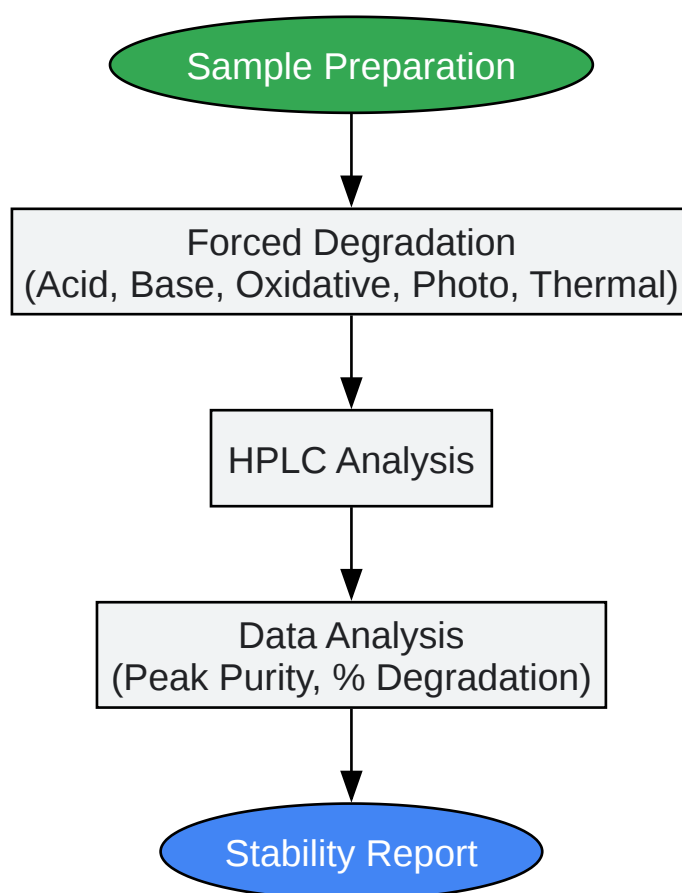 Sample Preparation
Forced Degradation
(Acid, Base, Oxidative, Photo, Thermal)
HPLC Analysis
Data Analysis
(Peak Purity, % Degradation)
Stability Report